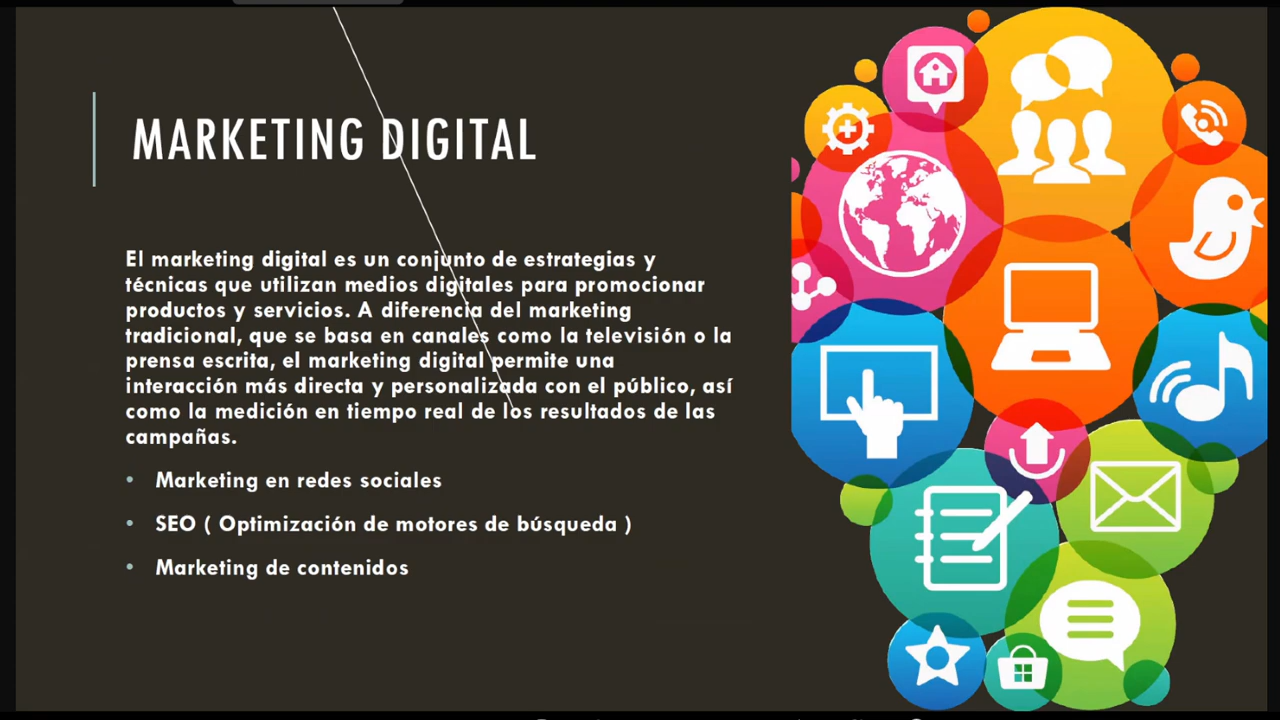 MARKETING DIGITAL
El marketing digital es un conjunto de estrategias y
técnicas que utilizan medios digitales para promocionar
productos y servicios. A diferencia del marketing
tradicional, que se basa en canales como la televisión o la
prensa escrita, el marketing digital permite una
interacción más directa y personalizada con el público, así
como la medición en tiempo real de los resultados de las
campañas.
• Marketing en redes sociales
• SEO ( Optimización de motores de búsqueda )
• Marketing de contenidos